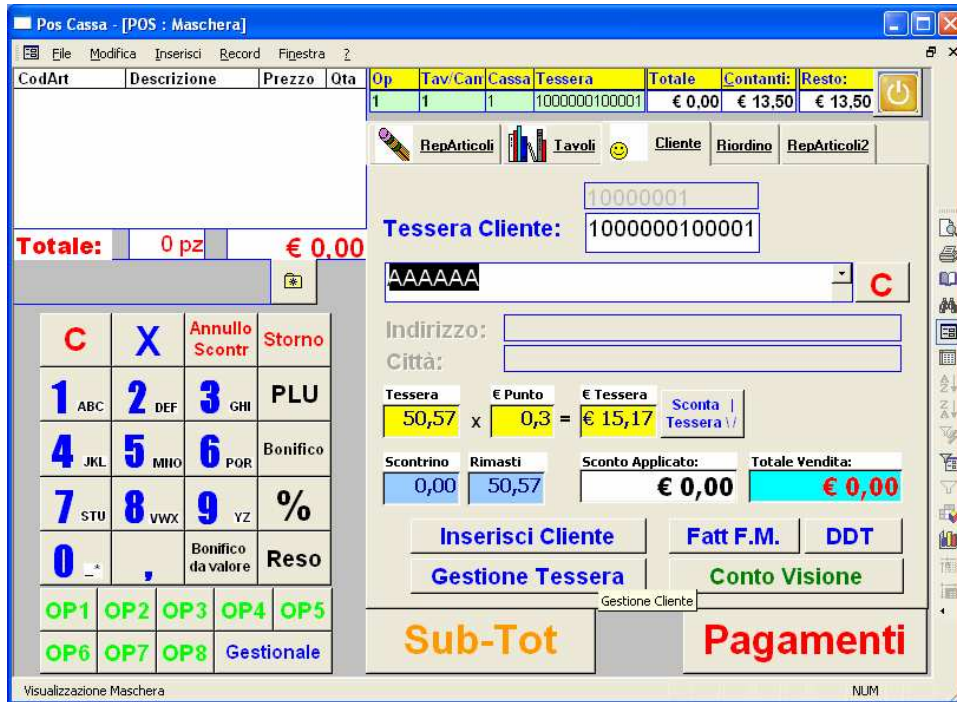 Pos Cassa - [POS : Maschera]
File Modifica Inserisci Record Finestra ?
CodArt Descrizione Prezzo Qta
Op Tav/Cam Cassa Tessera Totale Contanti: Resto:
1 1 1 1000000100001 € 0,00 € 13,50 € 13,50
RepArticoli Tavoli Cliente Riordino RepArticoli2
10000001
Tessera Cliente: 1000000100001
Totale: 0 pz € 0,00
AAAAAA C
Indirizzo:
Città:
C X Annullo Scontr Storno
1 ABC 2 DEF 3 GHI PLU
4 JKL 5 MNO 6 PQR Bonifico
7 STU 8 VWX 9 YZ %
0 _* , Bonifico da valore Reso
OP1 OP2 OP3 OP4 OP5
OP6 OP7 OP8 Gestionale
Tessera € Punto € Tessera
50,57 x 0,3 = € 15,17 Sconta | Tessera \/
Scontrino Rimasti Sconto Applicato: Totale Vendita:
0,00 50,57 € 0,00 € 0,00
Inserisci Cliente Fatt F.M. DDT
Gestione Tessera Conto Visione
Gestione Cliente
Sub-Tot Pagamenti
Visualizzazione Maschera NUM